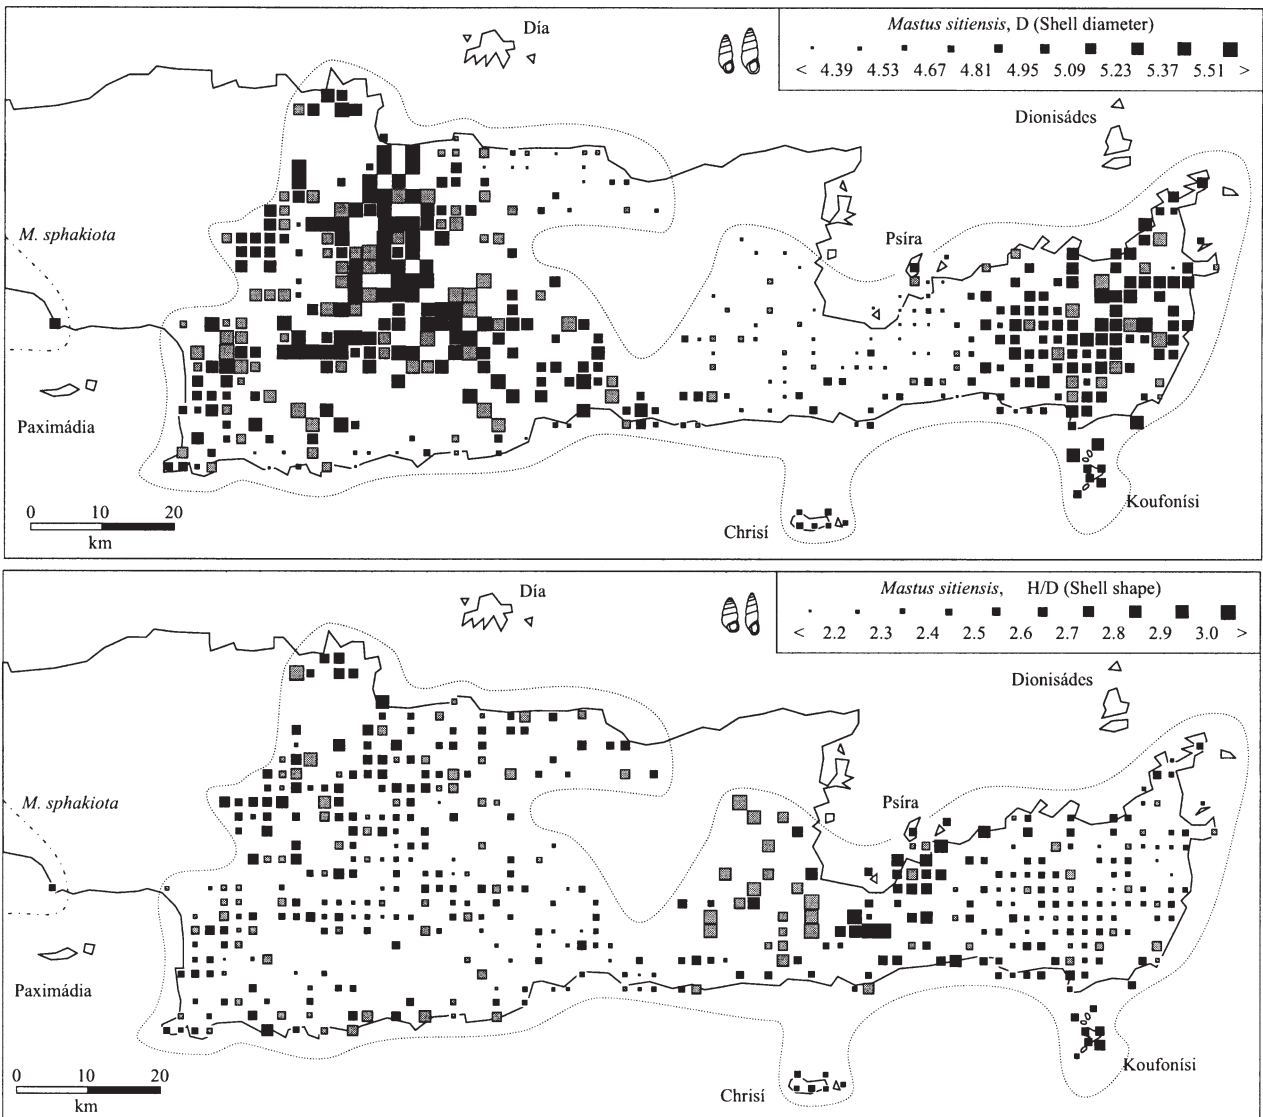 Mastus sitiensis, D (Shell diameter)
< 4.39 4.53 4.67 4.81 4.95 5.09 5.23 5.37 5.51 >
Día
Dionisádes
M. sphakiota
Psíra
Paximádia
Koufonísi
Chrisí
0 10 20
km
Mastus sitiensis, H/D (Shell shape)
< 2.2 2.3 2.4 2.5 2.6 2.7 2.8 2.9 3.0 >
Día
Dionisádes
M. sphakiota
Psíra
Paximádia
Koufonísi
Chrisí
0 10 20
km